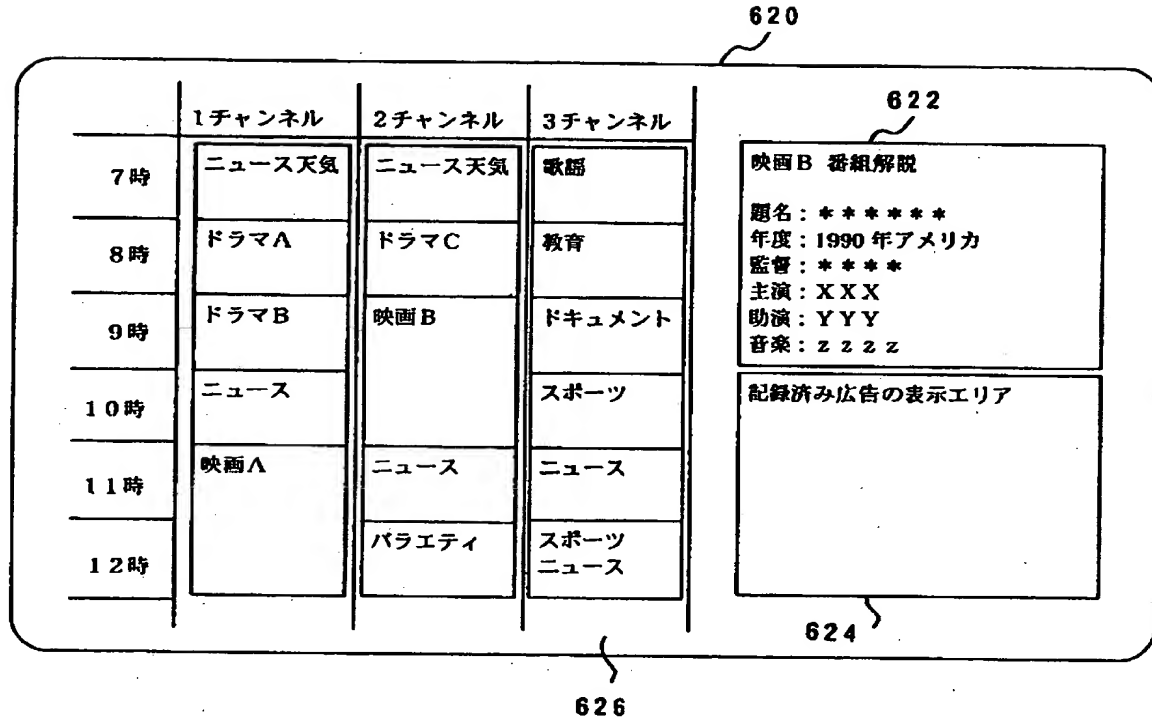 620
1チャンネル 2チャンネル 3チャンネル
7時 ニュース天気 ニュース天気 歌謡
8時 ドラマA ドラマC 教育
9時 ドラマB 映画B ドキュメント
10時 ニュース スポーツ
11時 映画A ニュース ニュース
12時 バラエティ スポーツ
ニュース
622
映画B 番組解説
題名:******
年度:1990年アメリカ
監督:****
主演:XXX
助演:YYY
音楽:zzzz
記録済み広告の表示エリア
624
626